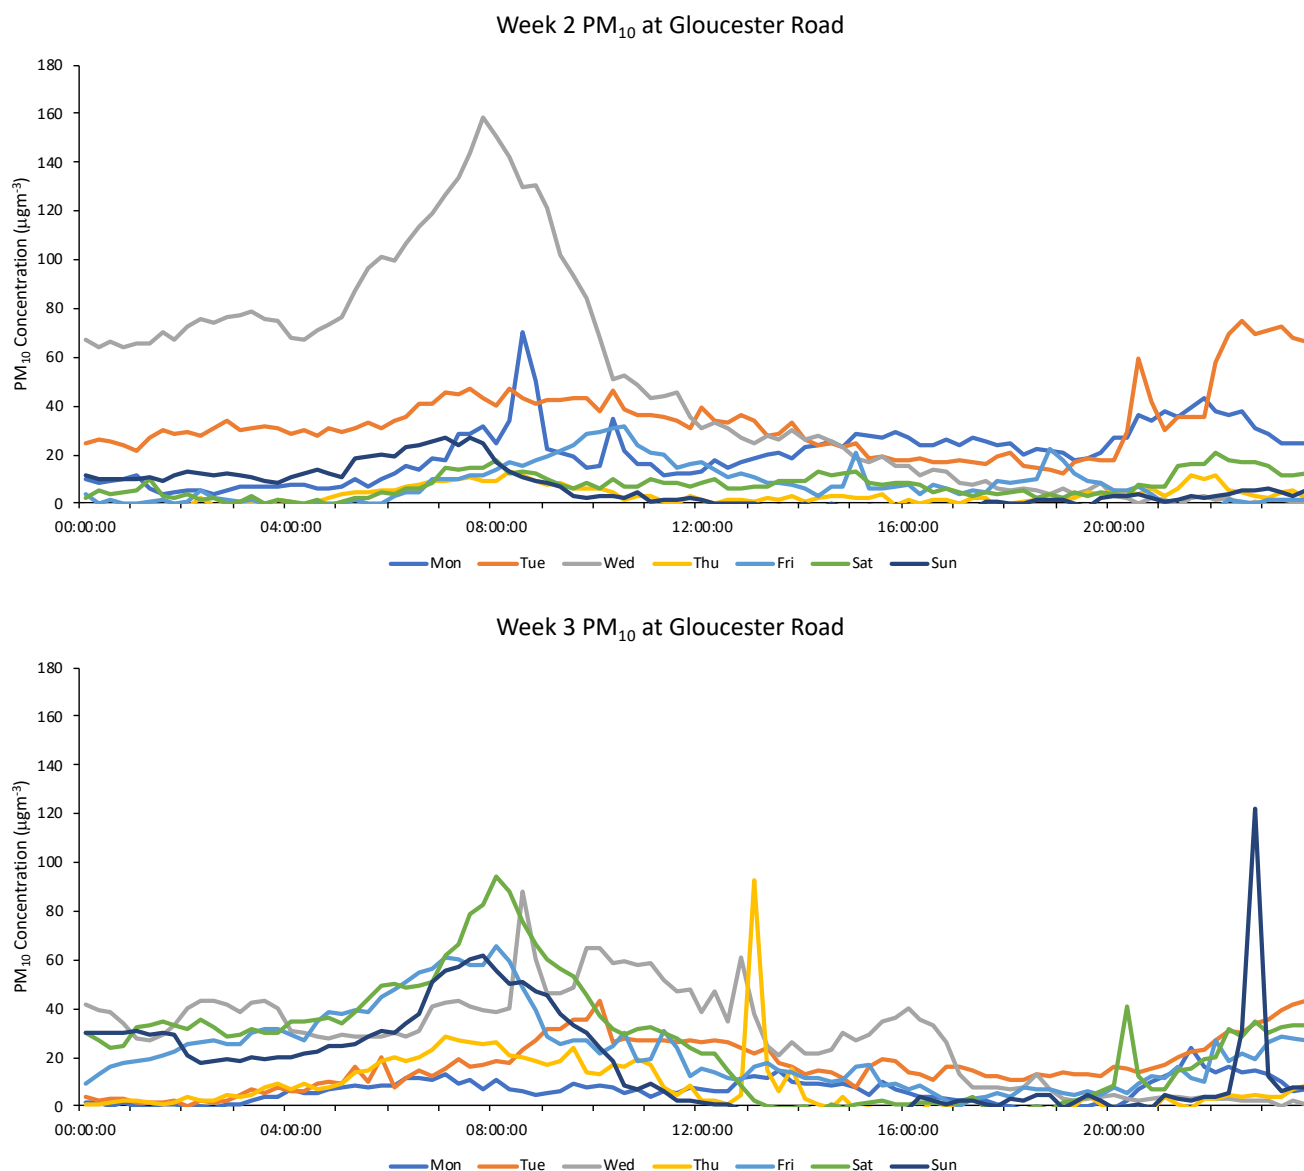 Week 2 PM₁₀ at Gloucester Road
PM₁₀ Concentration (µgm⁻³)
180
160
140
120
100
80
60
40
20
0
00:00:00 04:00:00 08:00:00 12:00:00 16:00:00 20:00:00
Mon Tue Wed Thu Fri Sat Sun
Week 3 PM₁₀ at Gloucester Road
PM₁₀ Concentration (µgm⁻³)
180
160
140
120
100
80
60
40
20
0
00:00:00 04:00:00 08:00:00 12:00:00 16:00:00 20:00:00
Mon Tue Wed Thu Fri Sat Sun